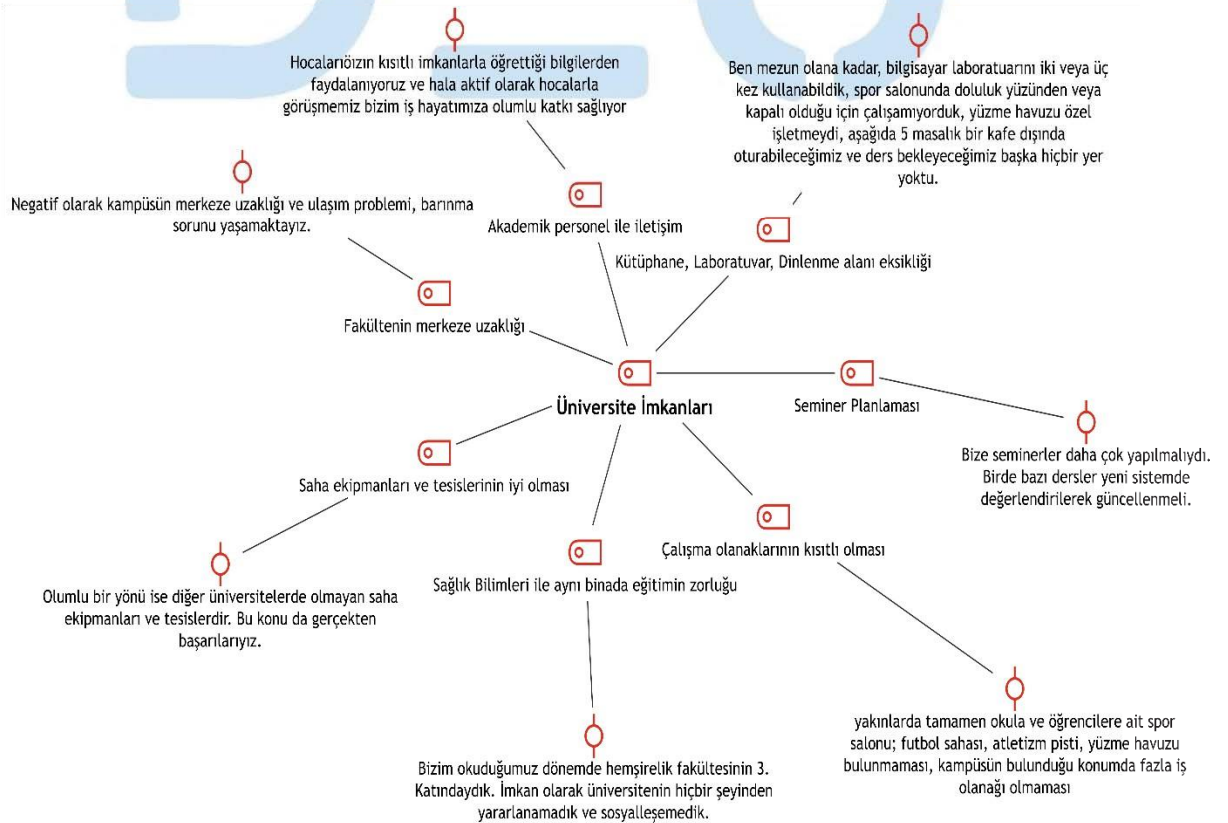 Hocalarıöızın kısıtlı imkanlarla öğrettiği bilgilerden
faydalanıyoruz ve hala aktif olarak hocalarla
görüşmemiz bizim iş hayatımıza olumlu katkı sağlıyor
Ben mezun olana kadar, bilgisayar laboratuarını iki veya üç
kez kullanabildik, spor salonunda doluluk yüzünden veya
kapalı olduğu için çalışamıyorduk, yüzme havuzu özel
işletmeydi, aşağıda 5 masalık bir kafe dışında
oturabileceğimiz ve ders bekleyeceğimiz başka hiçbir yer
yoktu.
Negatif olarak kampüsün merkeze uzaklığı ve ulaşım problemi, barınma
sorunu yaşamaktayız.
Akademik personel ile iletişim
Kütüphane, Laboratuvar, Dinlenme alanı eksikliği
Fakültenin merkeze uzaklığı
Üniversite İmkanları
Seminer Planlaması
Bize seminerler daha çok yapılmalıydı.
Birde bazı dersler yeni sistemde
değerlendirilerek güncellenmeli.
Saha ekipmanları ve tesislerinin iyi olması
Çalışma olanaklarının kısıtlı olması
Sağlık Bilimleri ile aynı binada eğitimin zorluğu
Olumlu bir yönü ise diğer üniversitelerde olmayan saha
ekipmanları ve tesislerdir. Bu konu da gerçekten
başarılarıyız.
yakınlarda tamamen okula ve öğrencilere ait spor
salonu; futbol sahası, atletizm pisti, yüzme havuzu
bulunmaması, kampüsün bulunduğu konumda fazla iş
olanağı olmaması
Bizim okuduğumuz dönemde hemşirelik fakültesinin 3.
Katındaydık. İmkan olarak üniversitenin hiçbir şeyinden
yararlanamadık ve sosyalleşemedik.